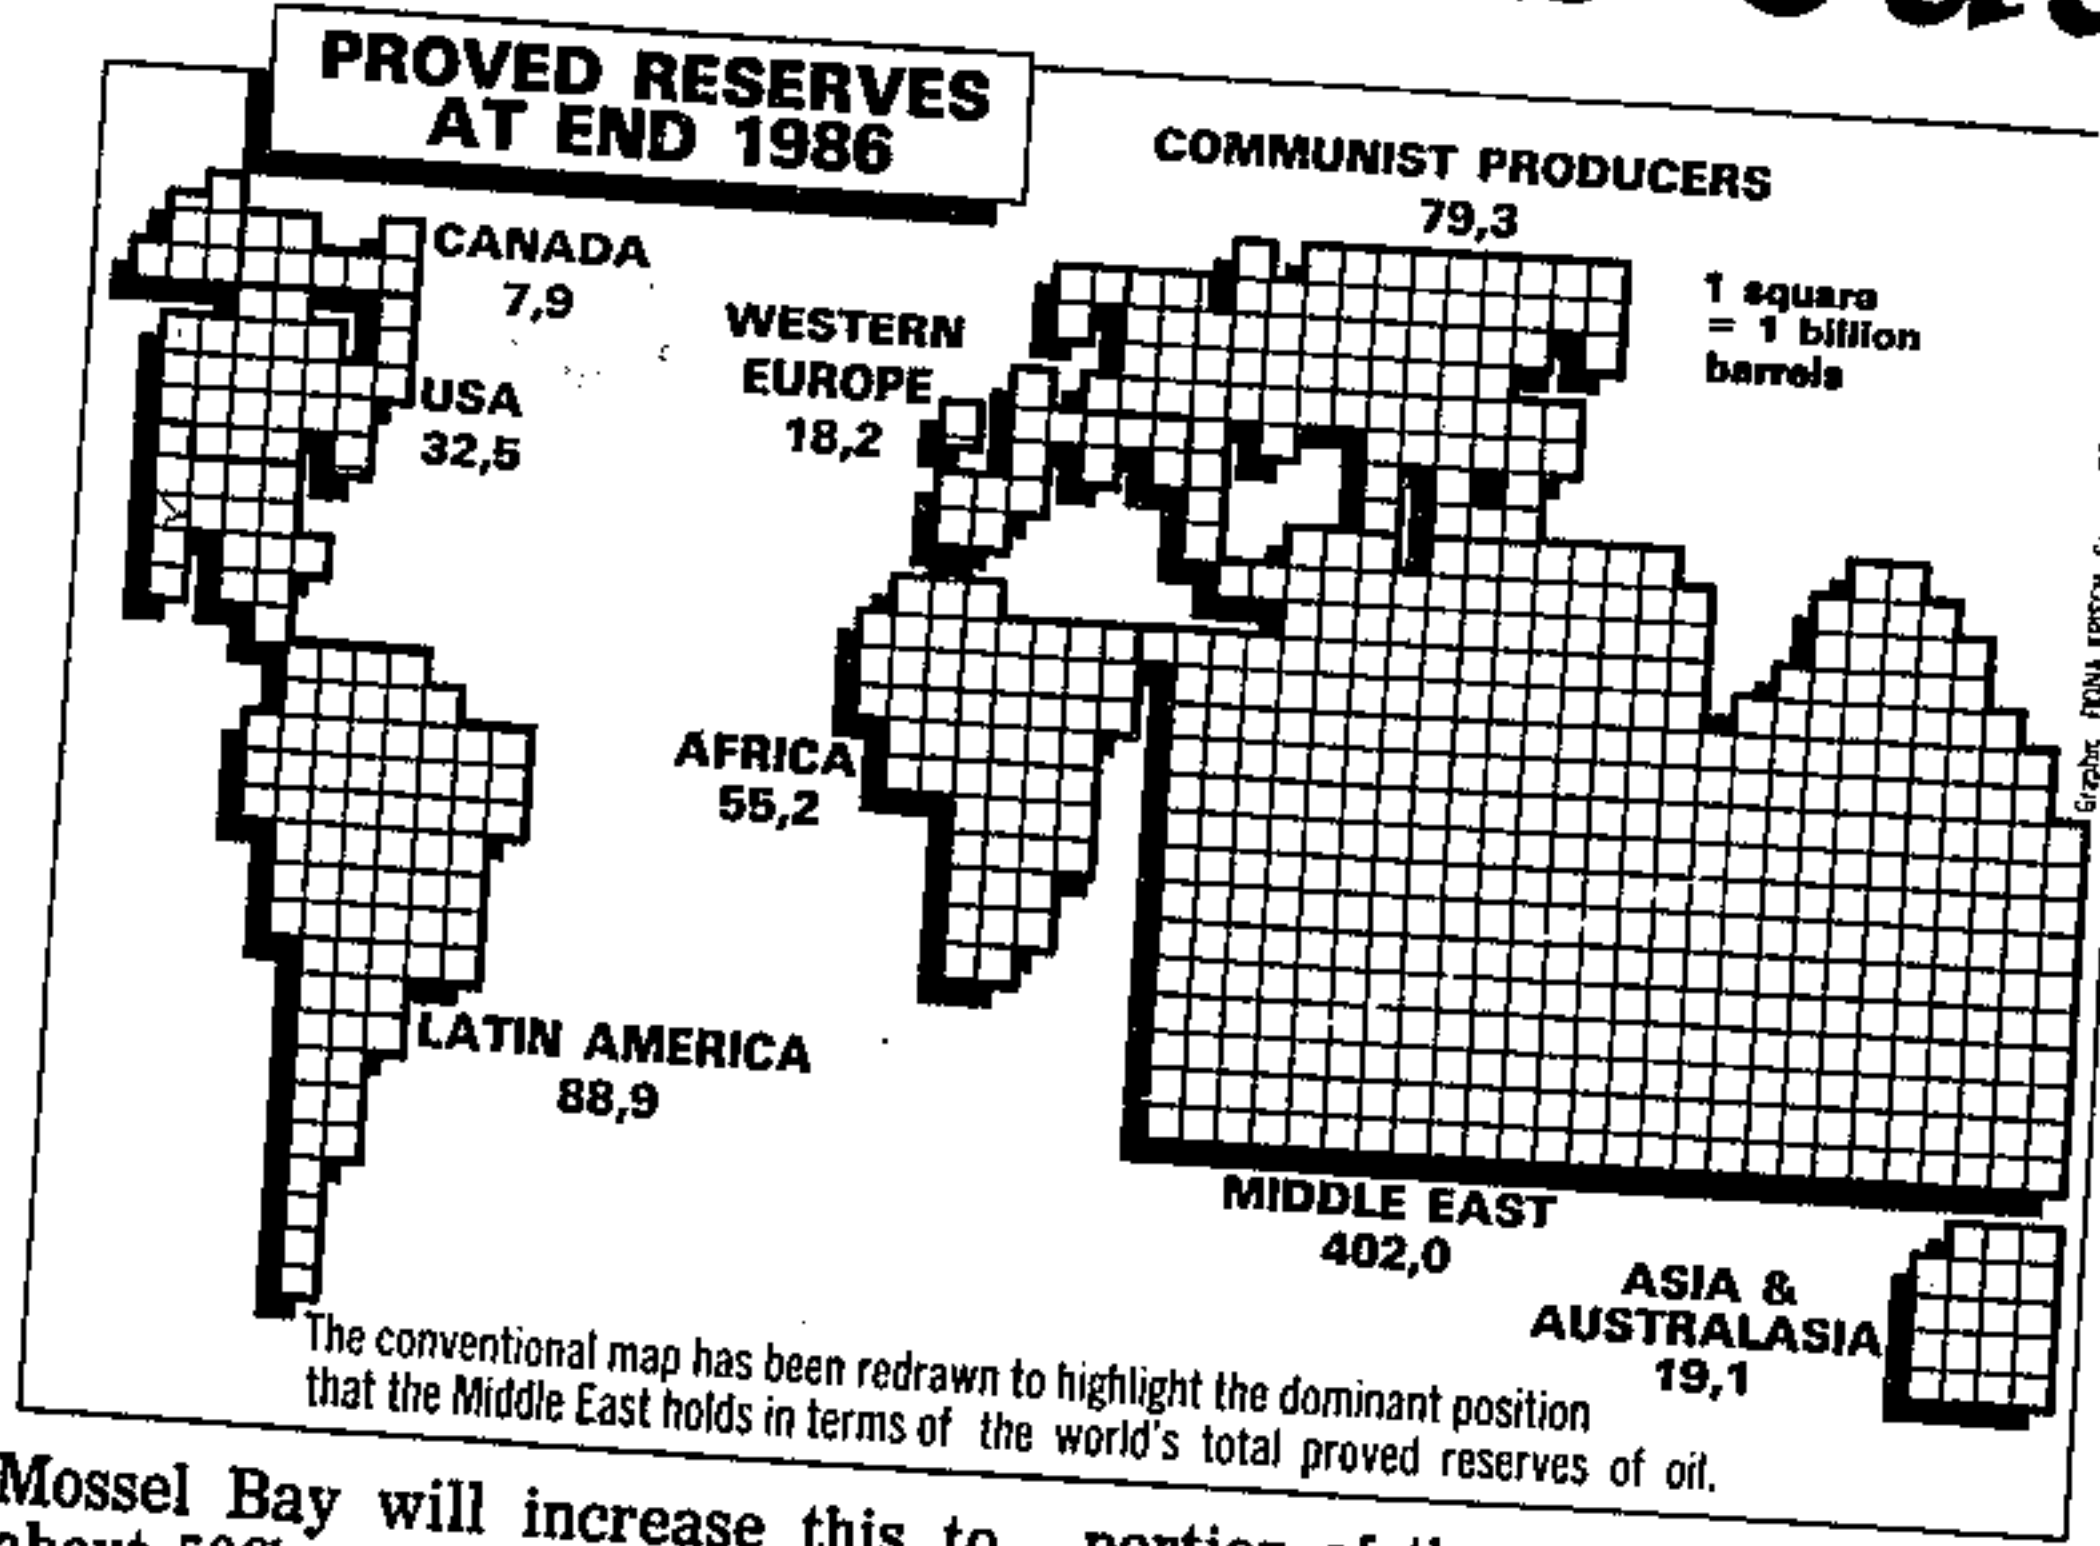 PROVED RESERVES
AT END 1986
COMMUNIST PRODUCERS
79,3
CANADA
7,9
1 square
= 1 billion
barrels
WESTERN
EUROPE
18,2
USA
32,5
AFRICA
55,2
LATIN AMERICA
88,9
MIDDLE EAST
402,0
ASIA &
AUSTRALASIA
19,1
The conventional map has been redrawn to highlight the dominant position
that the Middle East holds in terms of the world's total proved reserves of oil.
Graphic
Mossel Bay will increase this to
about